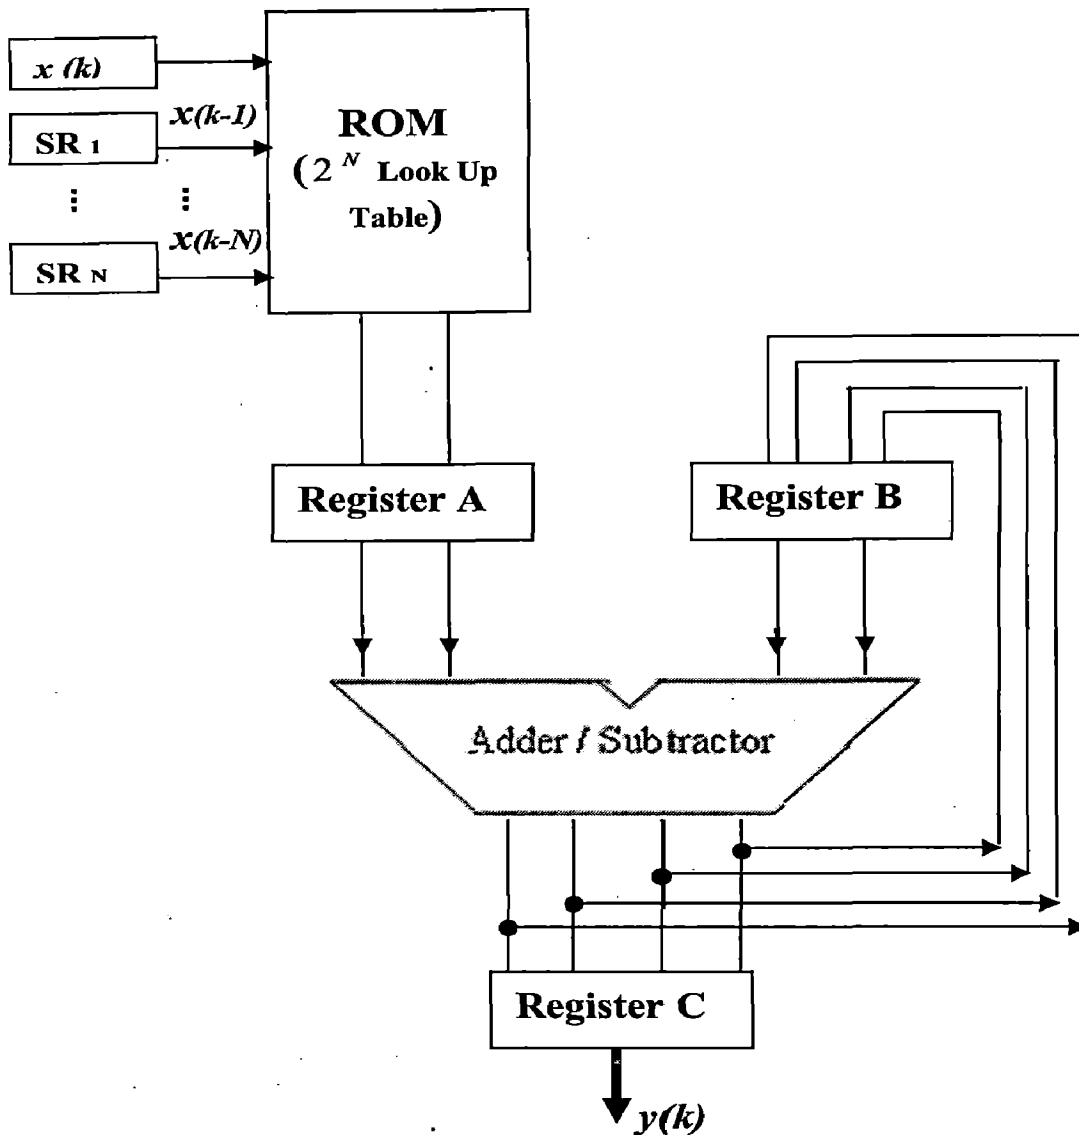 x (k)
x(k-1)
SR 1
x(k-N)
SR N
ROM
(2^N Look Up
Table)
Register A
Register B
Adder / Subtractor
Register C
y(k)